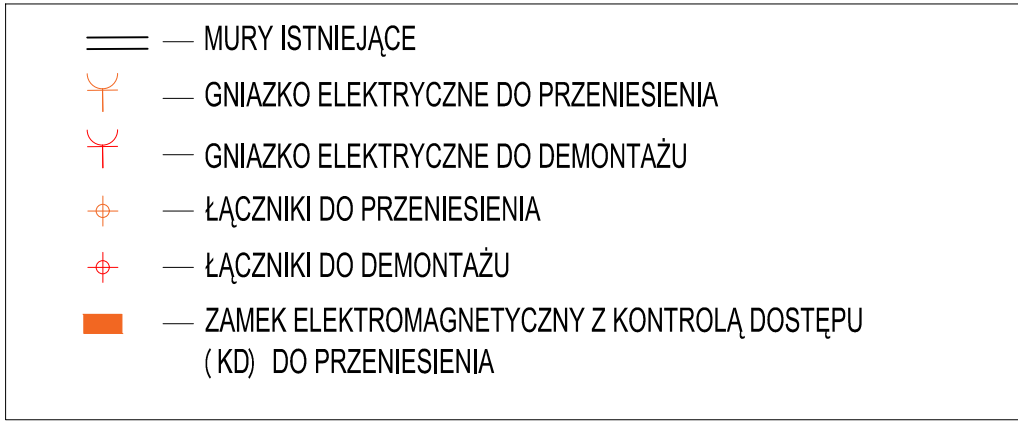 — MURY ISTNIEJĄCE
— GNIAZKO ELEKTRYCZNE DO PRZENIESIENIA
— GNIAZKO ELEKTRYCZNE DO DEMONTAŻU
— ŁĄCZNIKI DO PRZENIESIENIA
— ŁĄCZNIKI DO DEMONTAŻU
— ZAMEK ELEKTROMAGNETYCZNY Z KONTROLĄ DOSTĘPU
( KD) DO PRZENIESIENIA